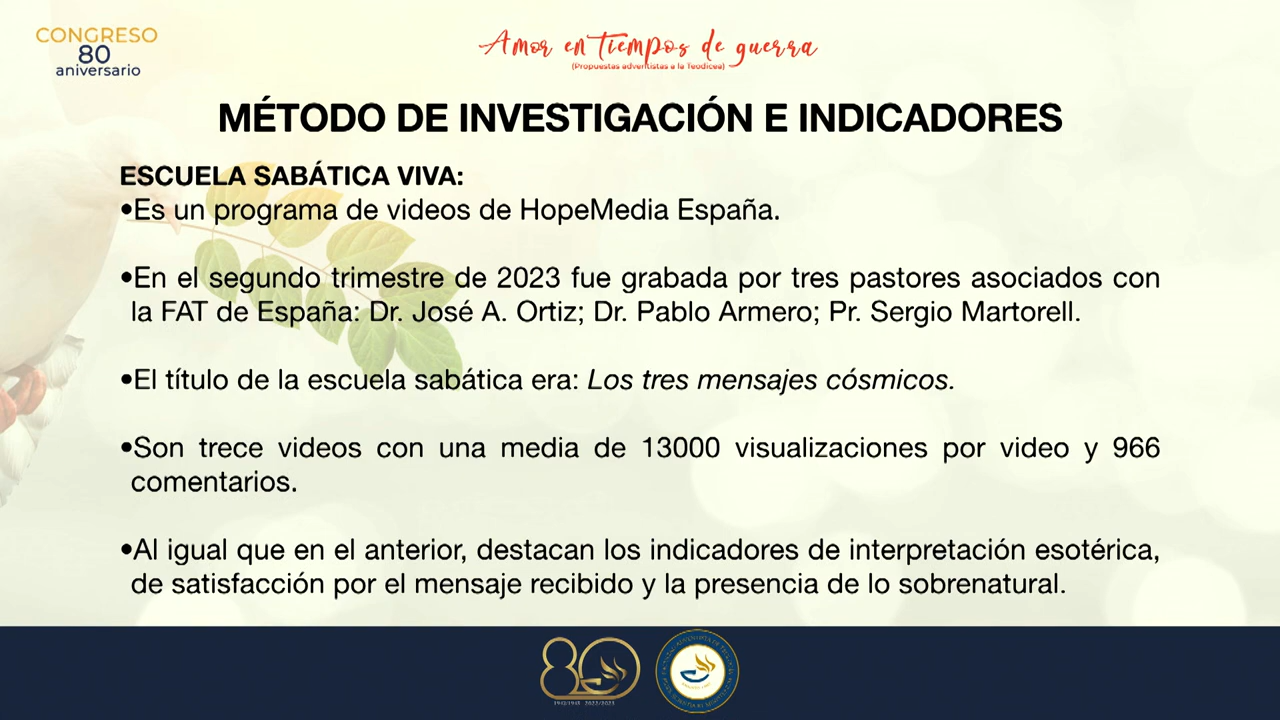 CONGRESO
80
aniversario
Amor en Tiempos de guerra
(Propuestas adventistas a la Teodicea)
MÉTODO DE INVESTIGACIÓN E INDICADORES
ESCUELA SABÁTICA VIVA:
•Es un programa de videos de HopeMedia España.
•En el segundo trimestre de 2023 fue grabada por tres pastores asociados con
la FAT de España: Dr. José A. Ortiz; Dr. Pablo Armero; Pr. Sergio Martorell.
•El título de la escuela sabática era: Los tres mensajes cósmicos.
•Son trece videos con una media de 13000 visualizaciones por video y 966
comentarios.
•Al igual que en el anterior, destacan los indicadores de interpretación esotérica,
de satisfacción por el mensaje recibido y la presencia de lo sobrenatural.
80